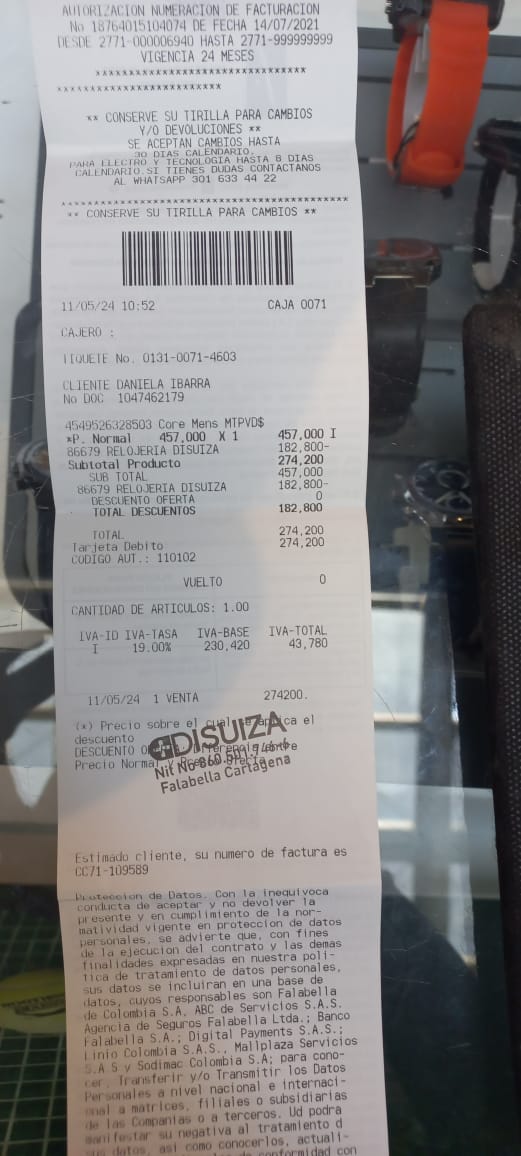 AUTORIZACION NUMERACION DE FACTURACION
No 18764015104074 DE FECHA 14/07/2021
DESDE 2771-000006940 HASTA 2771-999999999
VIGENCIA 24 MESES
******************************
************************
** CONSERVE SU TIRILLA PARA CAMBIOS
Y/O DEVOLUCIONES **
SE ACEPTAN CAMBIOS HASTA
30 DIAS CALENDARIO.
PARA ELECTRO Y TECNOLOGIA HASTA 8 DIAS
CALENDARIO.SI TIENES DUDAS CONTACTANOS
AL WHATSAPP 301 633 44 22
****************************************
** CONSERVE SU TIRILLA PARA CAMBIOS **
11/05/24 10:52 CAJA 0071
CAJERO :
TIQUETE No. 0131-0071-4603
CLIENTE DANIELA IBARRA
No DOC 1047462179
4549526328503 Core Mens MTPVD$
*P. Normal 457,000 X 1 457,000 I
86679 RELOJERIA DISUIZA 182,800-
Subtotal Producto 274,200
SUB TOTAL 457,000
86679 RELOJERIA DISUIZA 182,800-
DESCUENTO OFERTA 0
TOTAL DESCUENTOS 182,800
TOTAL 274,200
Tarjeta Debito 274,200
CODIGO AUT.: 110102
VUELTO 0
CANTIDAD DE ARTICULOS: 1.00
IVA-ID IVA-TASA IVA-BASE IVA-TOTAL
I 19.00% 230,420 43,780
11/05/24 1 VENTA 274200.
(*) Precio sobre el cual se aplica el
descuento
DISUIZA
DESCUENTO Diferencia entre
Precio Normal y Precio Oferta
Nit No 860.501.
Falabella Cartagena
Estimado cliente, su numero de factura es
CC71-109589
Proteccion de Datos. Con la inequivoca
conducta de aceptar y no devolver la
presente y en cumplimiento de la nor-
matividad vigente en proteccion de datos
personales, se advierte que, con fines
de la ejecucion del contrato y las demas
finalidades expresadas en nuestra poli-
tica de tratamiento de datos personales,
sus datos se incluiran en una base de
datos, cuyos responsables son Falabella
de Colombia S.A. ABC de Servicios S.A.S.
Agencia de Seguros Falabella Ltda.; Banco
Falabella S.A.; Digital Payments S.A.S.;
Linio Colombia S.A.S., Mallplaza Servicios
S.A.S y Sodimac Colombia S.A; para cono-
cer, Transferir y/o Transmitir los Datos
Personales a nivel nacional e internaci-
onal a matrices, filiales o subsidiarias
de las Companias o a terceros. Ud podra
manifestar su negativa al tratamiento d
sus datos, asi como conocerlos, actuali-
conformidad con